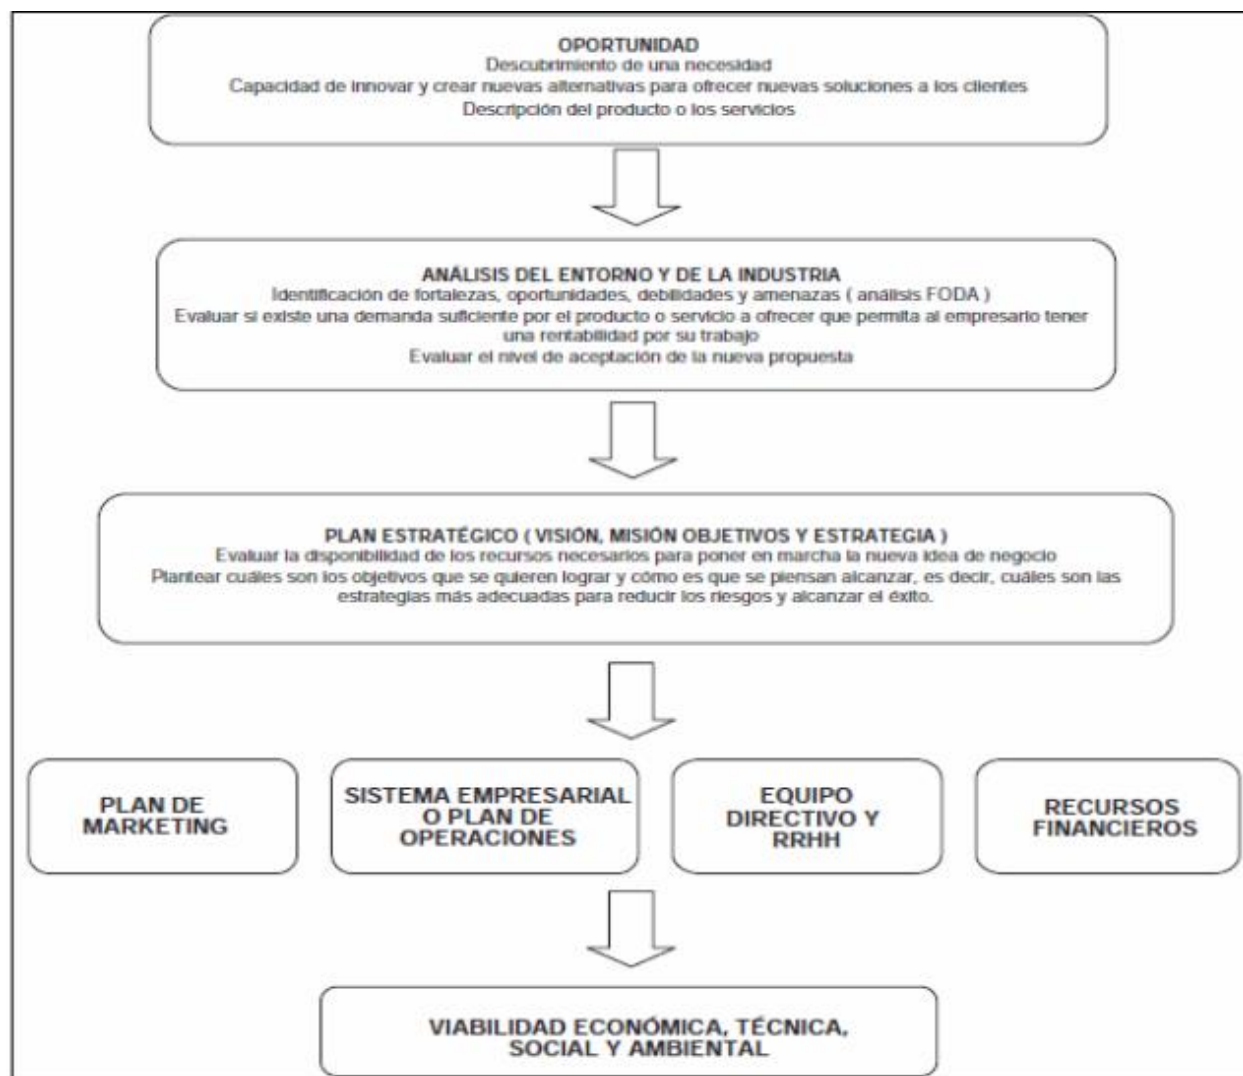 OPORTUNIDAD
Descubrimiento de una necesidad
Capacidad de innovar y crear nuevas alternativas para ofrecer nuevas soluciones a los clientes
Descripción del producto o los servicios
ANÁLISIS DEL ENTORNO Y DE LA INDUSTRIA
Identificación de fortalezas, oportunidades, debilidades y amenazas ( análisis FODA )
Evaluar si existe una demanda suficiente por el producto o servicio a ofrecer que permita al empresario tener
una rentabilidad por su trabajo
Evaluar el nivel de aceptación de la nueva propuesta
PLAN ESTRATÉGICO ( VISIÓN, MISIÓN OBJETIVOS Y ESTRATEGIA )
Evaluar la disponibilidad de los recursos necesarios para poner en marcha la nueva idea de negocio
Plantear cuáles son los objetivos que se quieren lograr y cómo es que se piensan alcanzar, es decir, cuáles son las
estrategias más adecuadas para reducir los riesgos y alcanzar el éxito.
PLAN DE
MARKETING
SISTEMA EMPRESARIAL
O PLAN DE
OPERACIONES
EQUIPO
DIRECTIVO Y
RRHH
RECURSOS
FINANCIEROS
VIABILIDAD ECONÓMICA, TÉCNICA,
SOCIAL Y AMBIENTAL